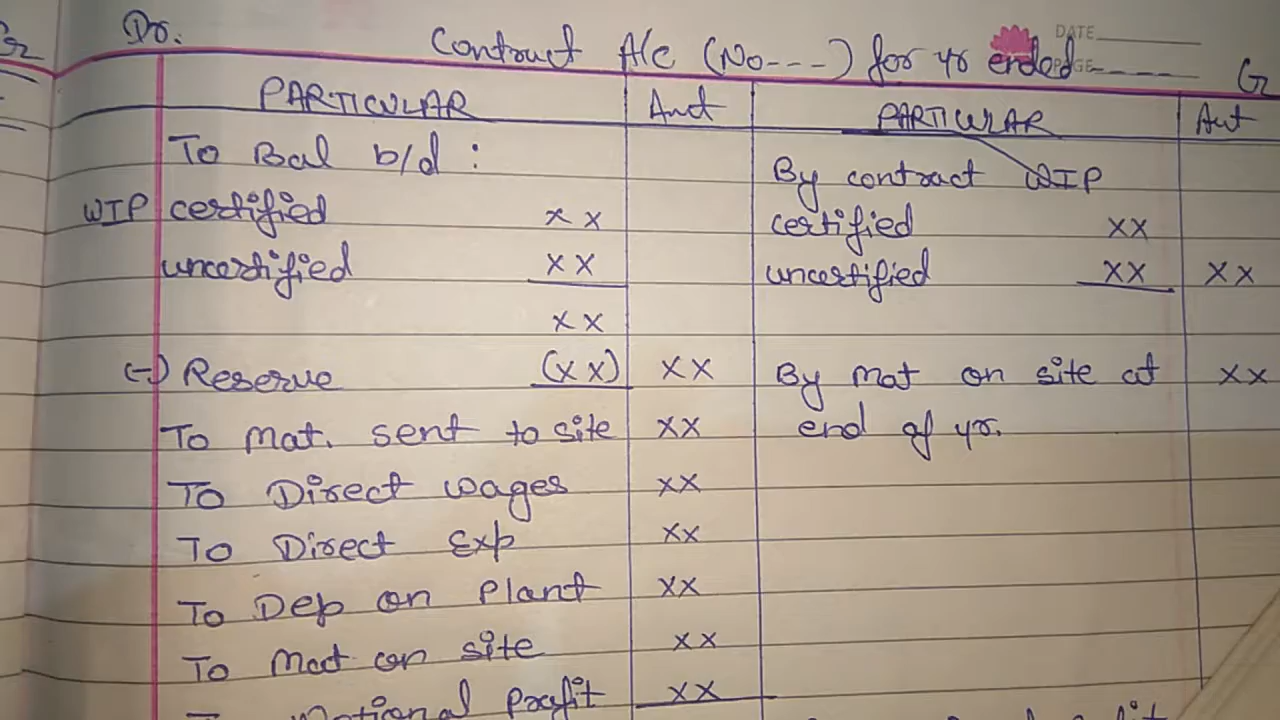 Dr.
Contract A/c (No---) for yr ended-----
Cr
DATE
PARTICULAR Amt PARTICULAR Amt
To Bal b/d :
By contract WIP
WIP certified xx
certified xx
uncertified xx
uncertified xx xx
xx
(-) Reserve (xx) xx
By mat on site at xx
To mat. sent to site xx
end of yr.
To Direct wages xx
To Direct Exp xx
To Dep on Plant xx
To mat on site xx
Notional Profit xx